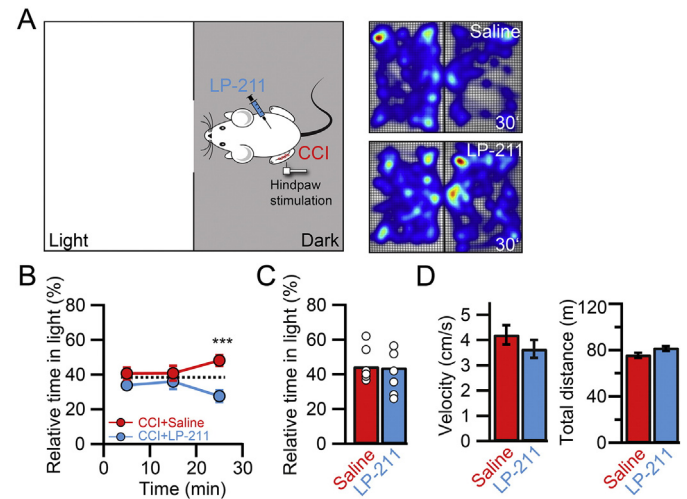 A
LP-211
CCI
Hindpaw
stimulation
Light
Dark
Saline
30'
LP-211
30'
B
Relative time in light (%)
80
60
40
20
0
***
CCI+Saline
CCI+LP-211
0
10
20
30
Time (min)
C
Relative time in light (%)
80
60
40
20
0
Saline
LP-211
D
Velocity (cm/s)
5
4
3
2
1
0
Saline
LP-211
Total distance (m)
120
80
40
0
Saline
LP-211